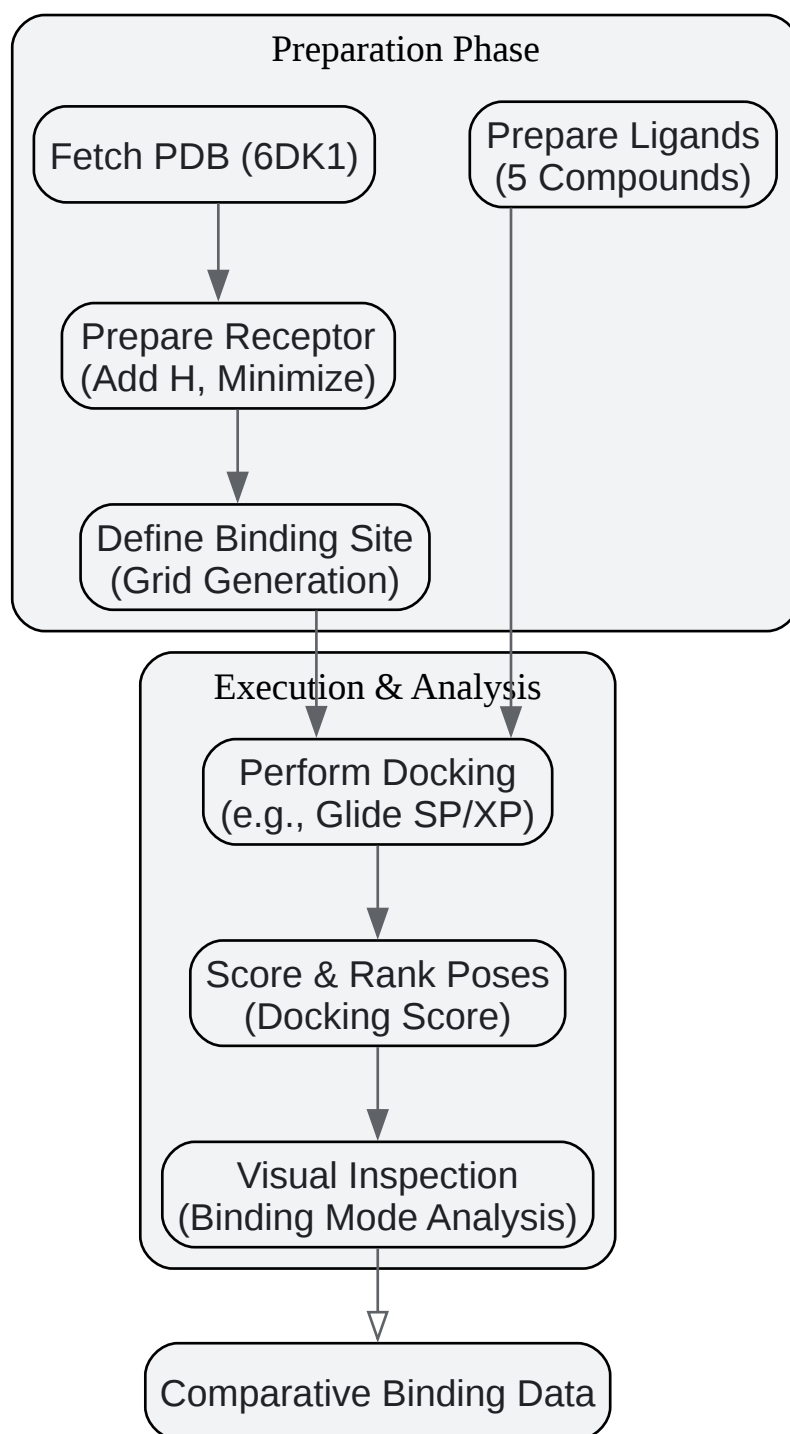 Preparation Phase
Fetch PDB (6DK1)
Prepare Ligands
(5 Compounds)
Prepare Receptor
(Add H, Minimize)
Define Binding Site
(Grid Generation)
Execution & Analysis
Perform Docking
(e.g., Glide SP/XP)
Score & Rank Poses
(Docking Score)
Visual Inspection
(Binding Mode Analysis)
Comparative Binding Data